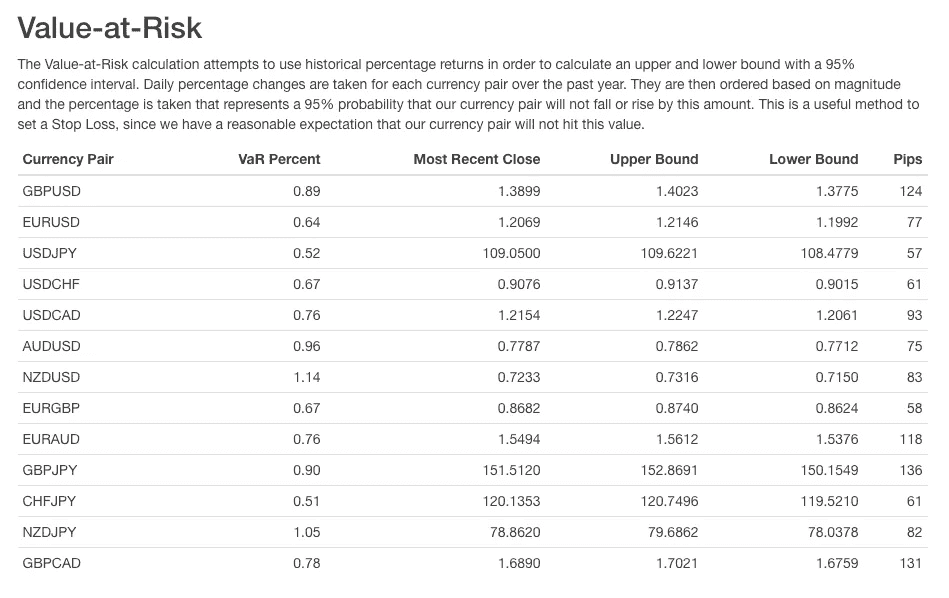 Value-at-Risk
The Value-at-Risk calculation attempts to use historical percentage returns in order to calculate an upper and lower bound with a 95%
confidence interval. Daily percentage changes are taken for each currency pair over the past year. They are then ordered based on magnitude
and the percentage is taken that represents a 95% probability that our currency pair will not fall or rise by this amount. This is a useful method to
set a Stop Loss, since we have a reasonable expectation that our currency pair will not hit this value.
Currency Pair VaR Percent Most Recent Close Upper Bound Lower Bound Pips
GBPUSD 0.89 1.3899 1.4023 1.3775 124
EURUSD 0.64 1.2069 1.2146 1.1992 77
USDJPY 0.52 109.0500 109.6221 108.4779 57
USDCHF 0.67 0.9076 0.9137 0.9015 61
USDCAD 0.76 1.2154 1.2247 1.2061 93
AUDUSD 0.96 0.7787 0.7862 0.7712 75
NZDUSD 1.14 0.7233 0.7316 0.7150 83
EURGBP 0.67 0.8682 0.8740 0.8624 58
EURAUD 0.76 1.5494 1.5612 1.5376 118
GBPJPY 0.90 151.5120 152.8691 150.1549 136
CHFJPY 0.51 120.1353 120.7496 119.5210 61
NZDJPY 1.05 78.8620 79.6862 78.0378 82
GBPCAD 0.78 1.6890 1.7021 1.6759 131